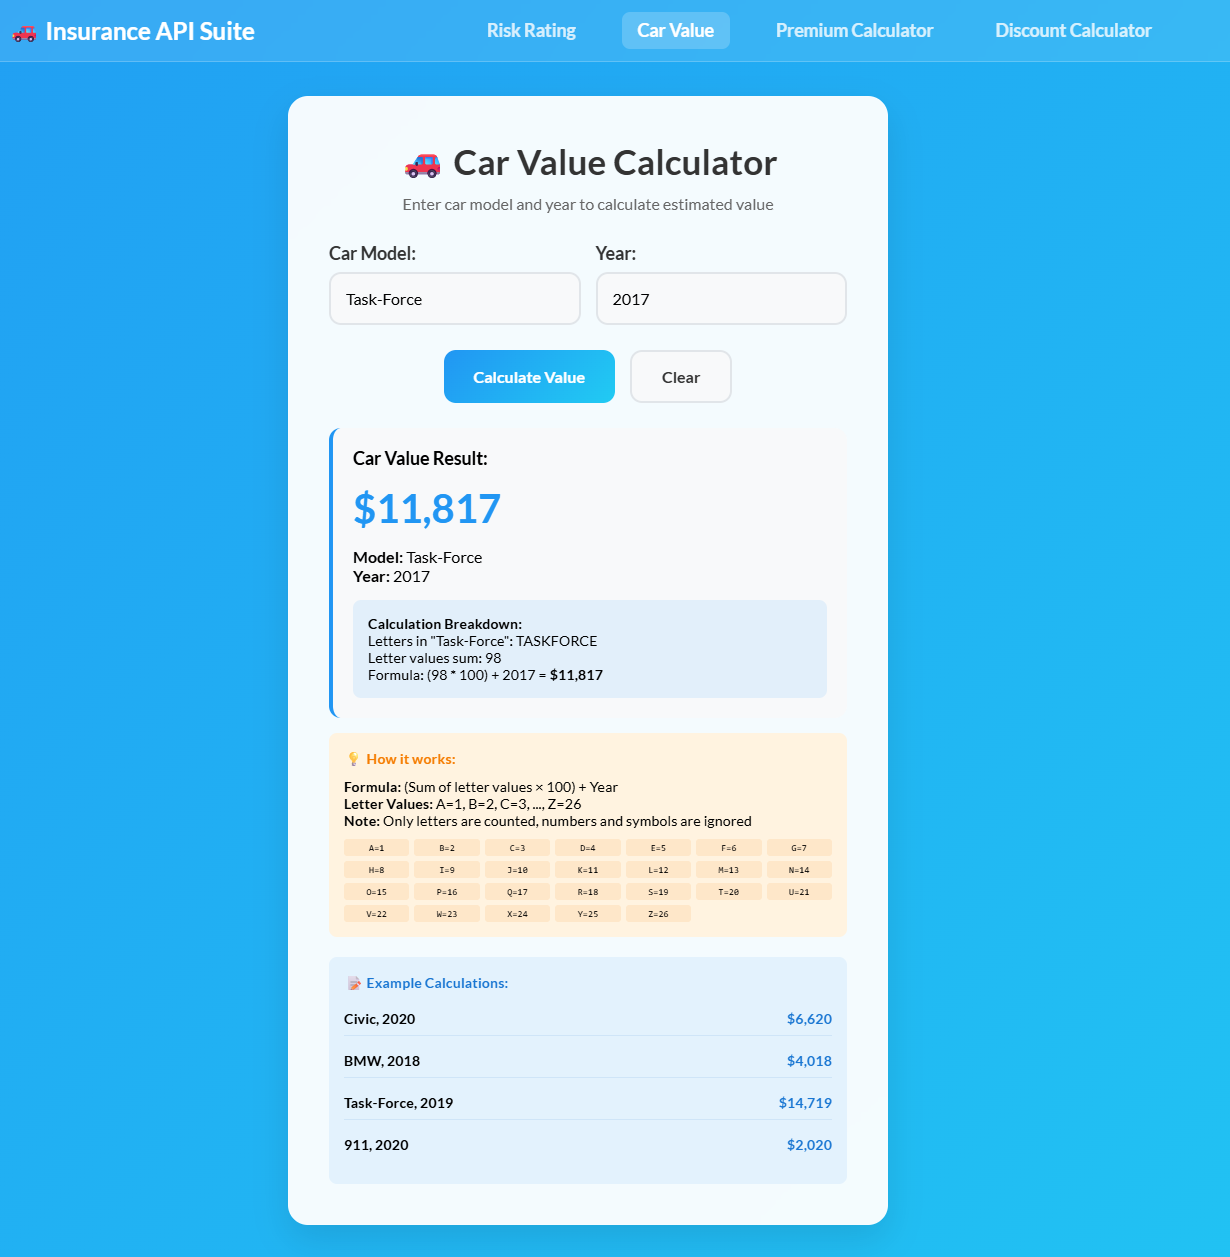 Insurance API Suite
Risk Rating
Car Value
Premium Calculator
Discount Calculator
Car Value Calculator
Enter car model and year to calculate estimated value
Car Model:
Year:
Task-Force
2017
Calculate Value
Clear
Car Value Result:
$11,817
Model: Task-Force
Year: 2017
Calculation Breakdown:
Letters in "Task-Force": TASKFORCE
Letter values sum: 98
Formula: (98 * 100) + 2017 = $11,817
How it works:
Formula: (Sum of letter values × 100) + Year
Letter Values: A=1, B=2, C=3, ..., Z=26
Note: Only letters are counted, numbers and symbols are ignored
A=1 B=2 C=3 D=4 E=5 F=6 G=7
H=8 I=9 J=10 K=11 L=12 M=13 N=14
O=15 P=16 Q=17 R=18 S=19 T=20 U=21
V=22 W=23 X=24 Y=25 Z=26
Example Calculations:
Civic, 2020 $6,620
BMW, 2018 $4,018
Task-Force, 2019 $14,719
911, 2020 $2,020